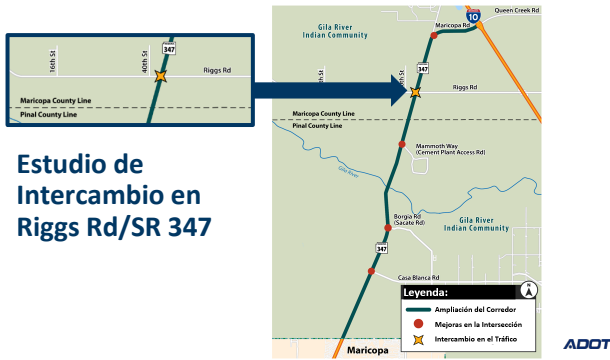 347
16th St
40th St
Riggs Rd
Maricopa County Line
Pinal County Line
Estudio de
Intercambio en
Riggs Rd/SR 347
Queen Creek Rd
10
Maricopa Rd
Gila River
Indian Community
347
Riggs Rd
Maricopa County Line
Pinal County Line
Mammoth Way
(Cement Plant Access Rd)
Gila River
Borgia Rd
(Sacate Rd)
Gila River
Indian Community
347
Casa Blanca Rd
Leyenda:
N
Ampliación del Corredor
Mejoras en la Intersección
Intercambio en el Tráfico
Maricopa
ADOT